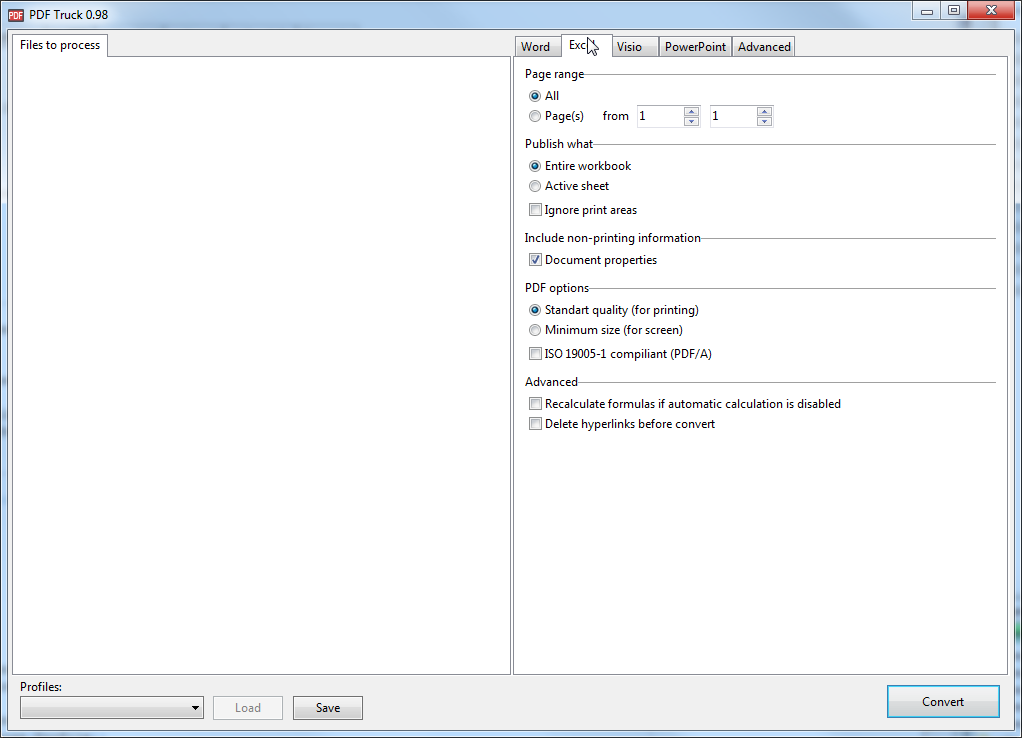 PDF PDF Truck 0.98
Files to process
Word Visio PowerPoint Advanced
Page range
All
Page(s) from 1 1
Publish what
Entire workbook
Active sheet
Ignore print areas
Include non-printing information
Document properties
PDF options
Standart quality (for printing)
Minimum size (for screen)
ISO 19005-1 compiliant (PDF/A)
Advanced
Recalculate formulas if automatic calculation is disabled
Delete hyperlinks before convert
Profiles:
Load Save Convert